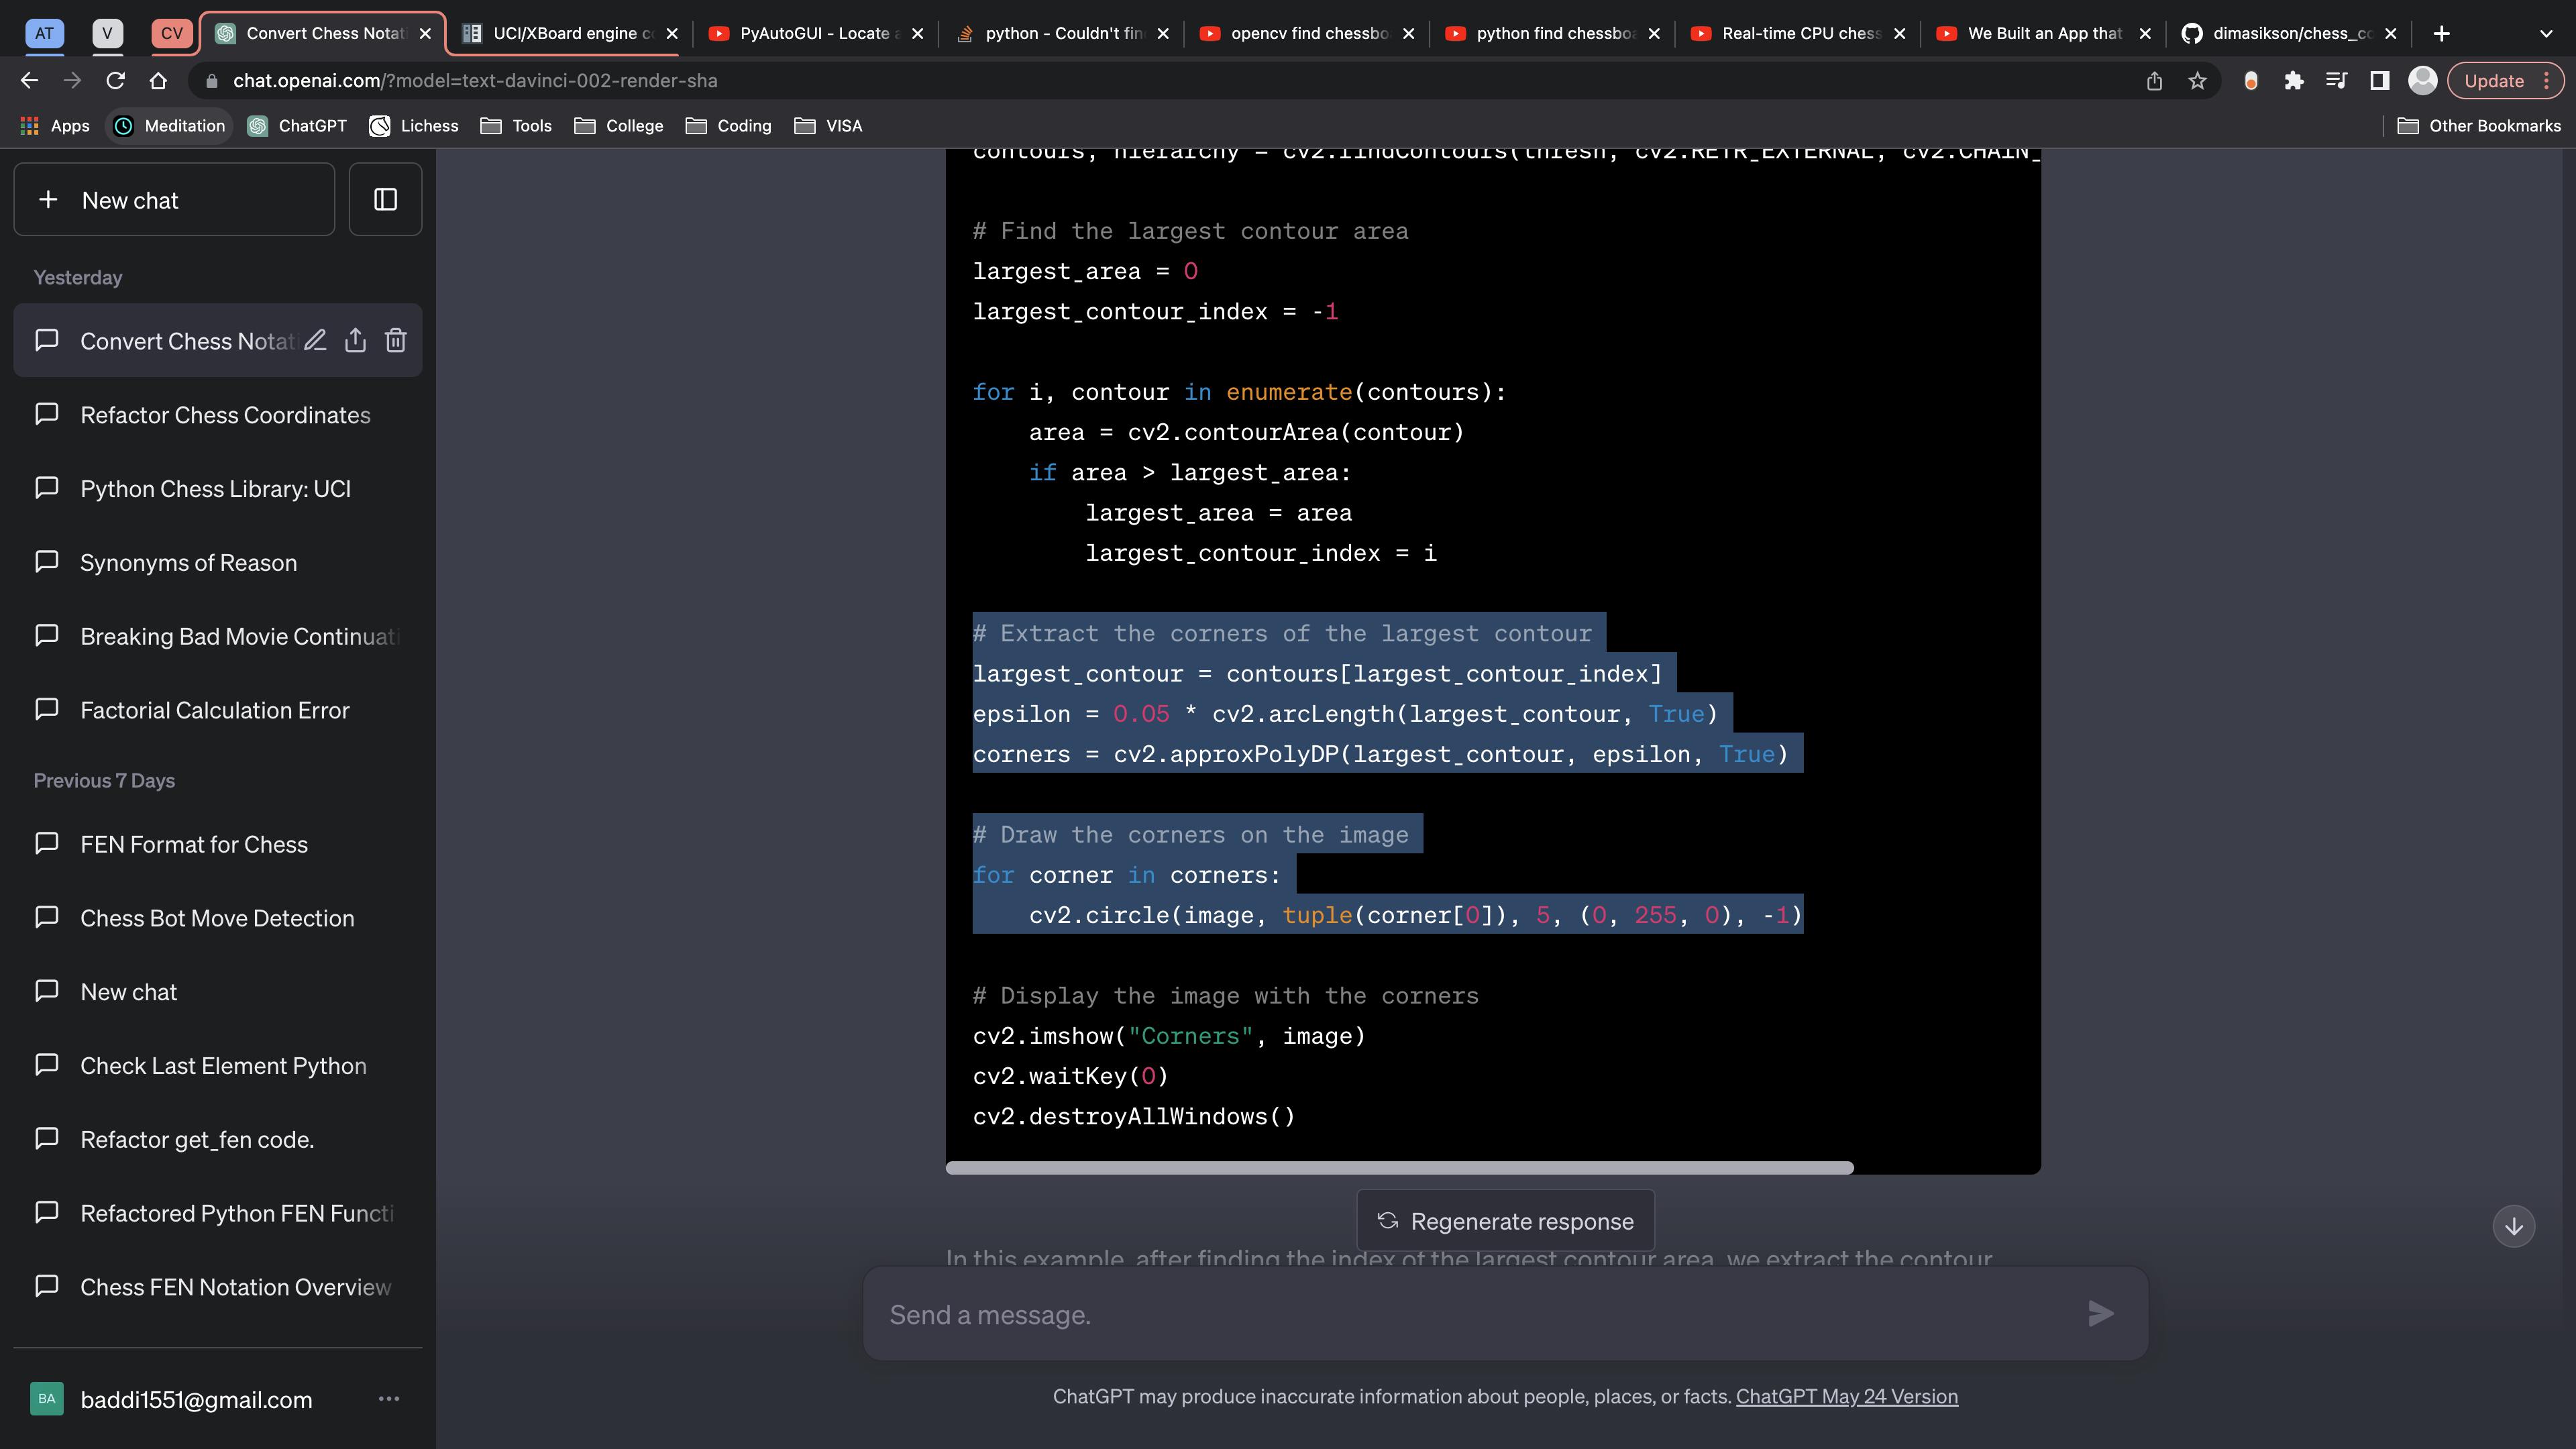 AT
V
CV
Convert Chess Notat
UCI/XBoard engine c
PyAutoGUI - Locate a
python - Couldn't fin
opencv find chessbo
python find chessboa
Real-time CPU chess
We Built an App that
dimasikson/chess_co
chat.openai.com/?model=text-davinci-002-render-sha
Update
Apps
Meditation
ChatGPT
Lichess
Tools
College
Coding
VISA
Other Bookmarks
New chat
Yesterday
Convert Chess Notati
Refactor Chess Coordinates
Python Chess Library: UCI
Synonyms of Reason
Breaking Bad Movie Continuati
Factorial Calculation Error
Previous 7 Days
FEN Format for Chess
Chess Bot Move Detection
New chat
Check Last Element Python
Refactor get_fen code.
Refactored Python FEN Functi
Chess FEN Notation Overview
BA
baddi1551@gmail.com
contours, hierarchy = cv2.findContours(thresh, cv2.RETR_EXTERNAL, cv2.CHAIN_
# Find the largest contour area
largest_area = 0
largest_contour_index = -1
for i, contour in enumerate(contours):
    area = cv2.contourArea(contour)
    if area > largest_area:
        largest_area = area
        largest_contour_index = i
# Extract the corners of the largest contour
largest_contour = contours[largest_contour_index]
epsilon = 0.05 * cv2.arcLength(largest_contour, True)
corners = cv2.approxPolyDP(largest_contour, epsilon, True)
# Draw the corners on the image
for corner in corners:
    cv2.circle(image, tuple(corner[0]), 5, (0, 255, 0), -1)
# Display the image with the corners
cv2.imshow("Corners", image)
cv2.waitKey(0)
cv2.destroyAllWindows()
Regenerate response
In this example, after finding the index of the largest contour area, we extract the contour
Send a message.
ChatGPT may produce inaccurate information about people, places, or facts. ChatGPT May 24 Version